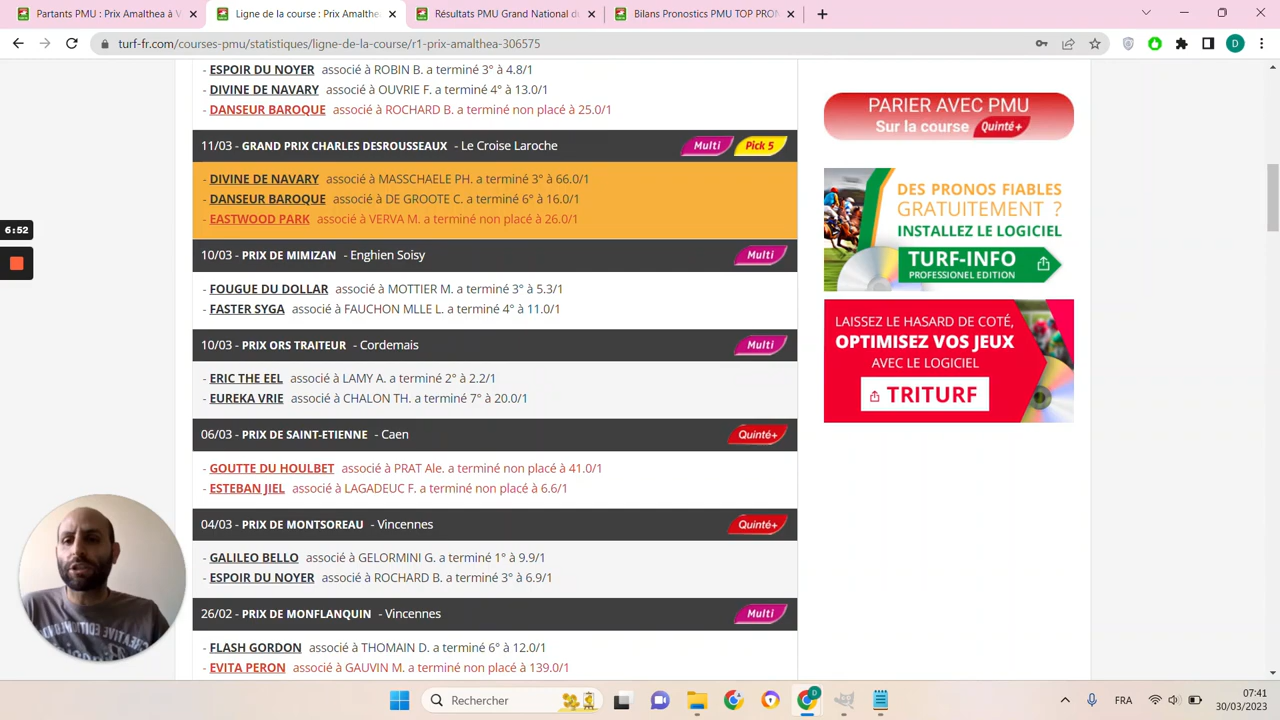 Partants PMU : Prix Amalthea à V
Ligne de la course : Prix Amalthe
Résultats PMU Grand National du
Bilans Pronostics PMU TOP PRON
turf-fr.com/courses-pmu/statistiques/ligne-de-la-course/r1-prix-amalthea-306575
D
- ESPOIR DU NOYER associé à ROBIN B. a terminé 3° à 4.8/1
- DIVINE DE NAVARY associé à OUVRIE F. a terminé 4° à 13.0/1
- DANSEUR BAROQUE associé à ROCHARD B. a terminé non placé à 25.0/1
11/03 - GRAND PRIX CHARLES DESROUSSEAUX - Le Croise Laroche Multi Pick 5
- DIVINE DE NAVARY associé à MASSCHAELE PH. a terminé 3° à 66.0/1
- DANSEUR BAROQUE associé à DE GROOTE C. a terminé 6° à 16.0/1
- EASTWOOD PARK associé à VERVA M. a terminé non placé à 26.0/1
10/03 - PRIX DE MIMIZAN - Enghien Soisy Multi
- FOUGUE DU DOLLAR associé à MOTTIER M. a terminé 3° à 5.3/1
- FASTER SYGA associé à FAUCHON MLLE L. a terminé 4° à 11.0/1
10/03 - PRIX ORS TRAITEUR - Cordemais Multi
- ERIC THE EEL associé à LAMY A. a terminé 2° à 2.2/1
- EUREKA VRIE associé à CHALON TH. a terminé 7° à 20.0/1
06/03 - PRIX DE SAINT-ETIENNE - Caen Quinté+
- GOUTTE DU HOULBET associé à PRAT Ale. a terminé non placé à 41.0/1
- ESTEBAN JIEL associé à LAGADEUC F. a terminé non placé à 6.6/1
04/03 - PRIX DE MONTSOREAU - Vincennes Quinté+
- GALILEO BELLO associé à GELORMINI G. a terminé 1° à 9.9/1
- ESPOIR DU NOYER associé à ROCHARD B. a terminé 3° à 6.9/1
26/02 - PRIX DE MONFLANQUIN - Vincennes Multi
- FLASH GORDON associé à THOMAIN D. a terminé 6° à 12.0/1
- EVITA PERON associé à GAUVIN M. a terminé non placé à 139.0/1
PARIER AVEC PMU
Sur la course Quinté+
DES PRONOS FIABLES
GRATUITEMENT ?
INSTALLEZ LE LOGICIEL
TURF-INFO
PROFESSIONEL EDITION
LAISSEZ LE HASARD DE COTÉ,
OPTIMISEZ VOS JEUX
AVEC LE LOGICIEL
TRITURF
6:52
Rechercher
D
FRA
07:41
30/03/2023